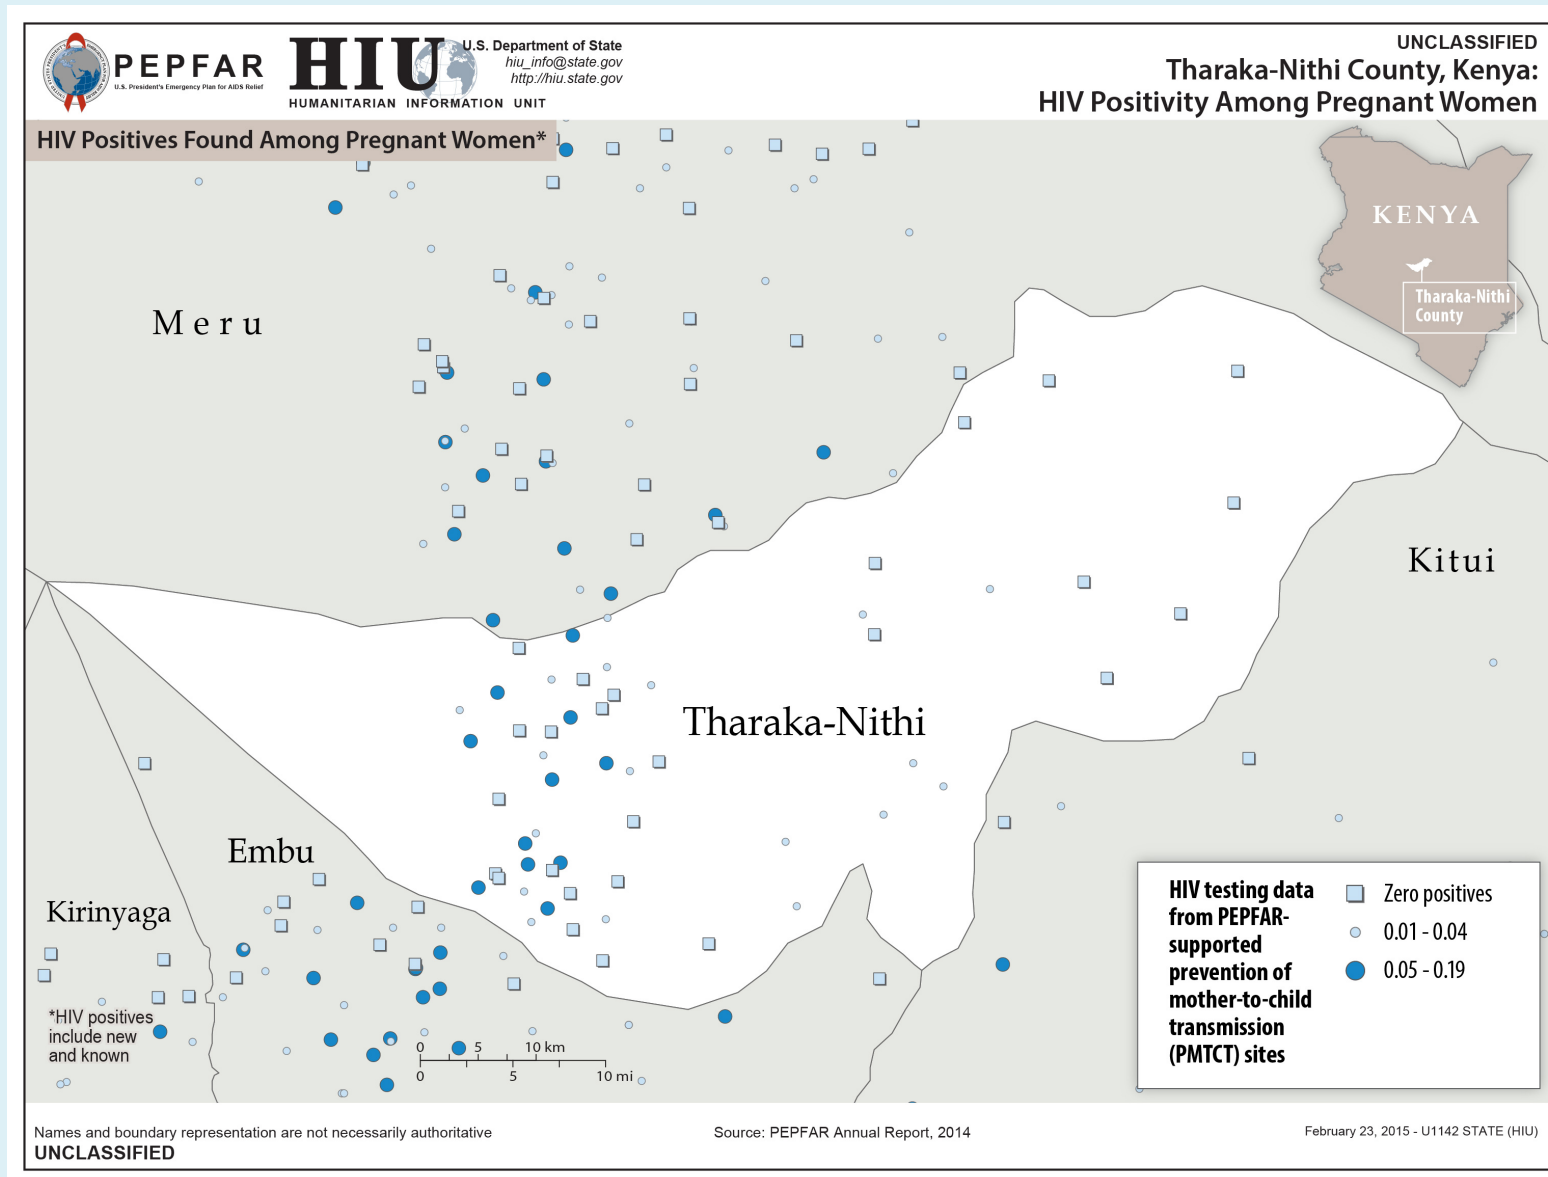 PEPFAR
U.S. President's Emergency Plan for AIDS Relief
HIU
HUMANITARIAN INFORMATION UNIT
U.S. Department of State
hiu_info@state.gov
http://hiu.state.gov
UNCLASSIFIED
Tharaka-Nithi County, Kenya:
HIV Positivity Among Pregnant Women
HIV Positives Found Among Pregnant Women*
KENYA
Tharaka-Nithi
County
Meru
Kitui
Tharaka-Nithi
Embu
Kirinyaga
HIV testing data
from PEPFAR-
supported
prevention of
mother-to-child
transmission
(PMTCT) sites
Zero positives
0.01 - 0.04
0.05 - 0.19
*HIV positives
include new
and known
0 5 10 km
0 5 10 mi
Names and boundary representation are not necessarily authoritative
UNCLASSIFIED
Source: PEPFAR Annual Report, 2014
February 23, 2015 - U1142 STATE (HIU)